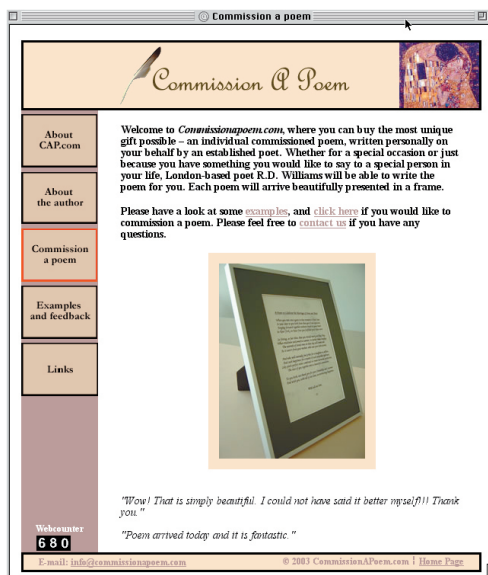 Commission a poem
Commission A Poem
About
CAP.com
About
the author
Commission
a poem
Examples
and feedback
Links
Webcounter
680
Welcome to Commissionapoem.com, where you can buy the most unique
gift possible – an individual commissioned poem, written personally on
your behalf by an established poet. Whether for a special occasion or just
because you have something you would like to say to a special person in
your life, London-based poet R.D. Williams will be able to write the
poem for you. Each poem will arrive beautifully presented in a frame.
Please have a look at some examples, and click here if you would like to
commission a poem. Please feel free to contact us if you have any
questions.
"Wow! That is simply beautiful. I could not have said it better myself!!! Thank
you."
"Poem arrived today and it is fantastic."
E-mail: info@commissionapoem.com
© 2003 CommissionAPoem.com | Home Page